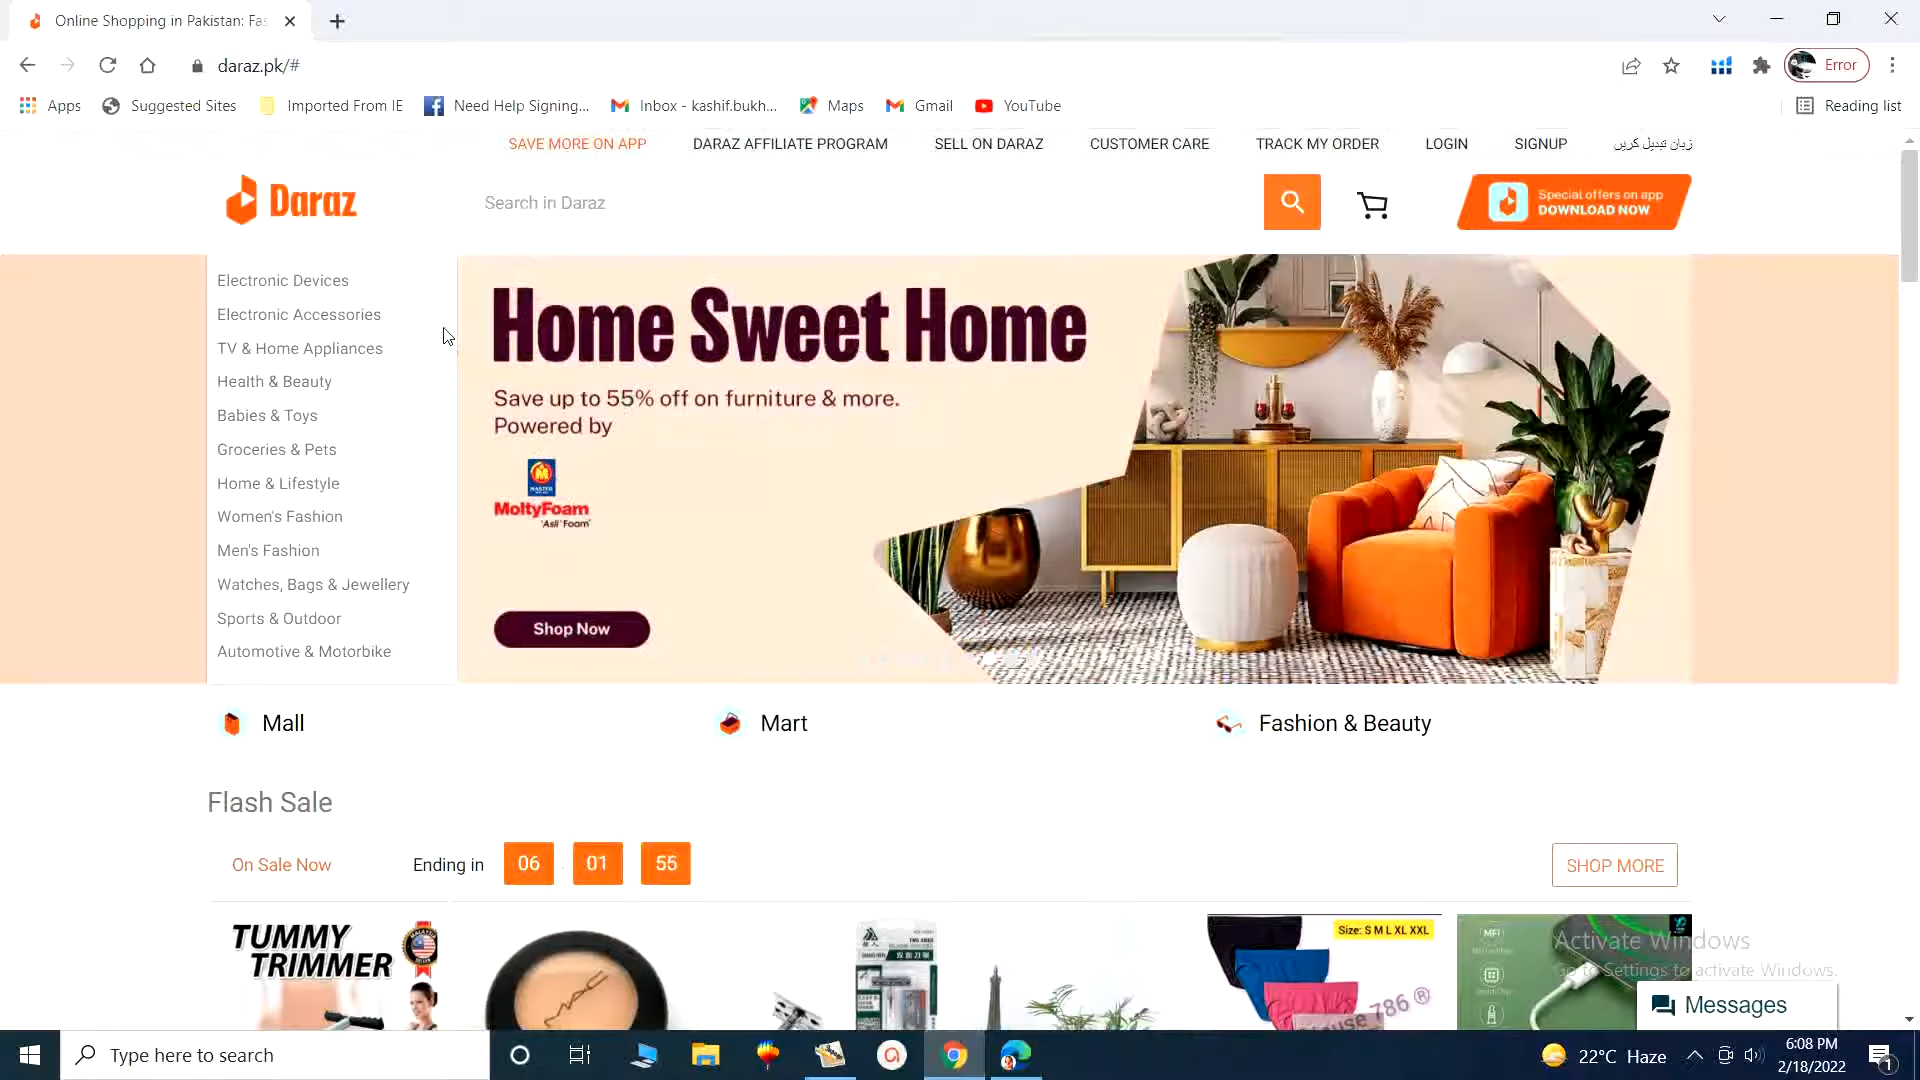 Online Shopping in Pakistan: Fas
daraz.pk/#
Error
Apps
Suggested Sites
Imported From IE
Need Help Signing...
Inbox - kashif.bukh...
Maps
Gmail
YouTube
Reading list
SAVE MORE ON APP
DARAZ AFFILIATE PROGRAM
SELL ON DARAZ
CUSTOMER CARE
TRACK MY ORDER
LOGIN
SIGNUP
زبان تبدیل کریں
Daraz
Search in Daraz
Special offers on app
DOWNLOAD NOW
Electronic Devices
Electronic Accessories
TV & Home Appliances
Health & Beauty
Babies & Toys
Groceries & Pets
Home & Lifestyle
Women's Fashion
Men's Fashion
Watches, Bags & Jewellery
Sports & Outdoor
Automotive & Motorbike
Home Sweet Home
Save up to 55% off on furniture & more.
Powered by
MASTER
MoltyFoam
'Asli' Foam'
Shop Now
Mall
Mart
Fashion & Beauty
Flash Sale
On Sale Now
Ending in
06
01
55
SHOP MORE
TUMMY
TRIMMER
MALAYSIA
MAC
Size: S M L XL XXL
use 786 ®
MFI
Activate Windows
Go to Settings to activate Windows.
Messages
Type here to search
22°C Haze
6:08 PM
2/18/2022
1